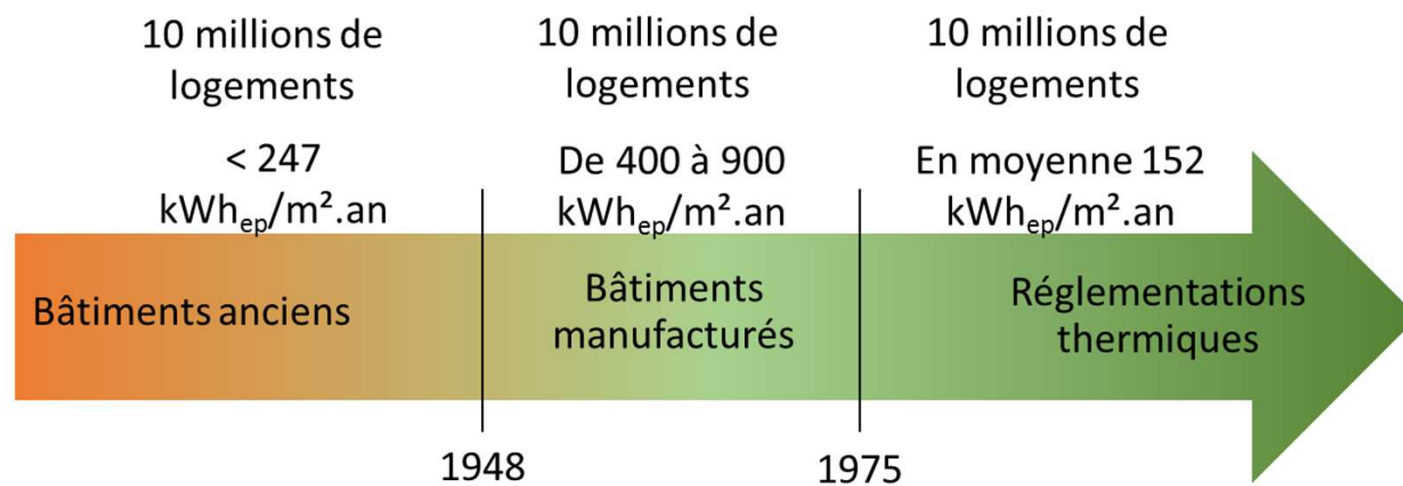 10 millions de
logements
< 247
kWhep/m².an
10 millions de
logements
De 400 à 900
kWhep/m².an
10 millions de
logements
En moyenne 152
kWhep/m².an
Bâtiments anciens
Bâtiments
manufacturés
Réglementations
thermiques
1948
1975